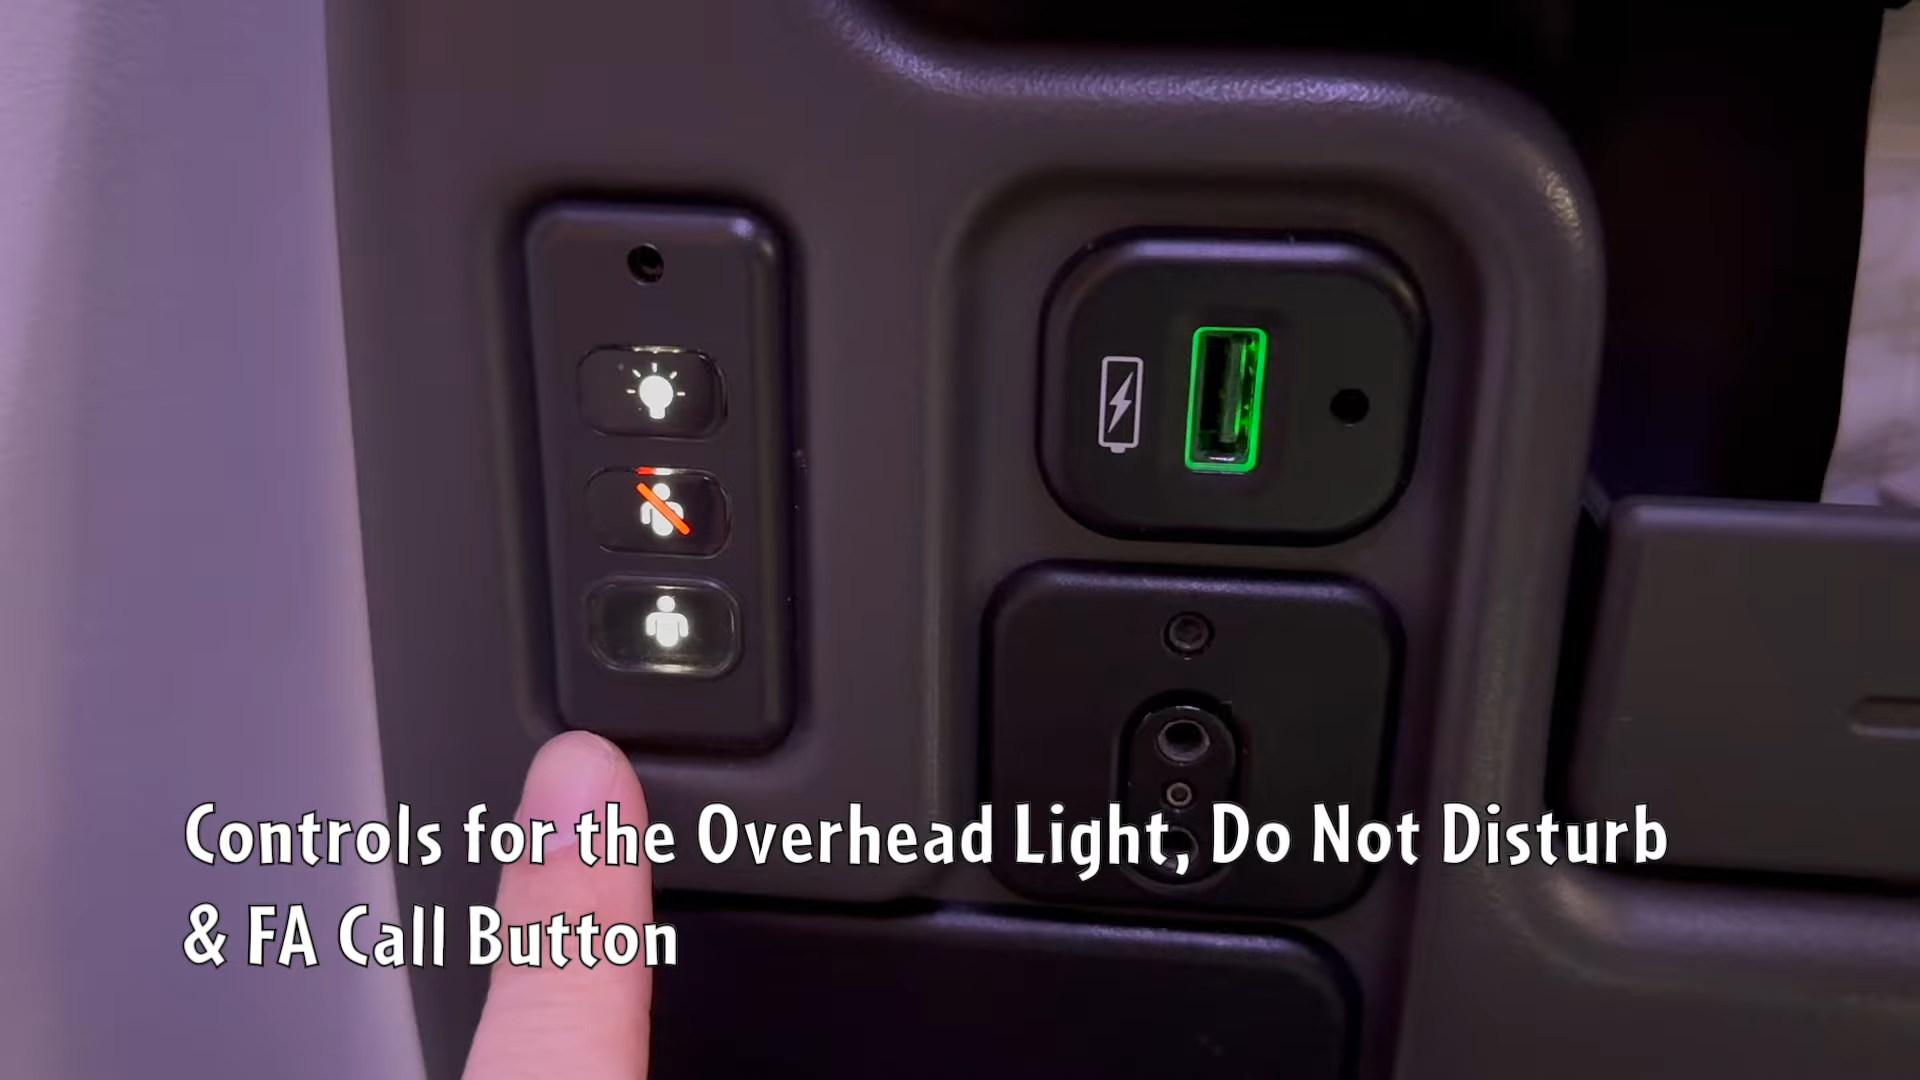 Controls for the Overhead Light, Do Not Disturb
& FA Call Button